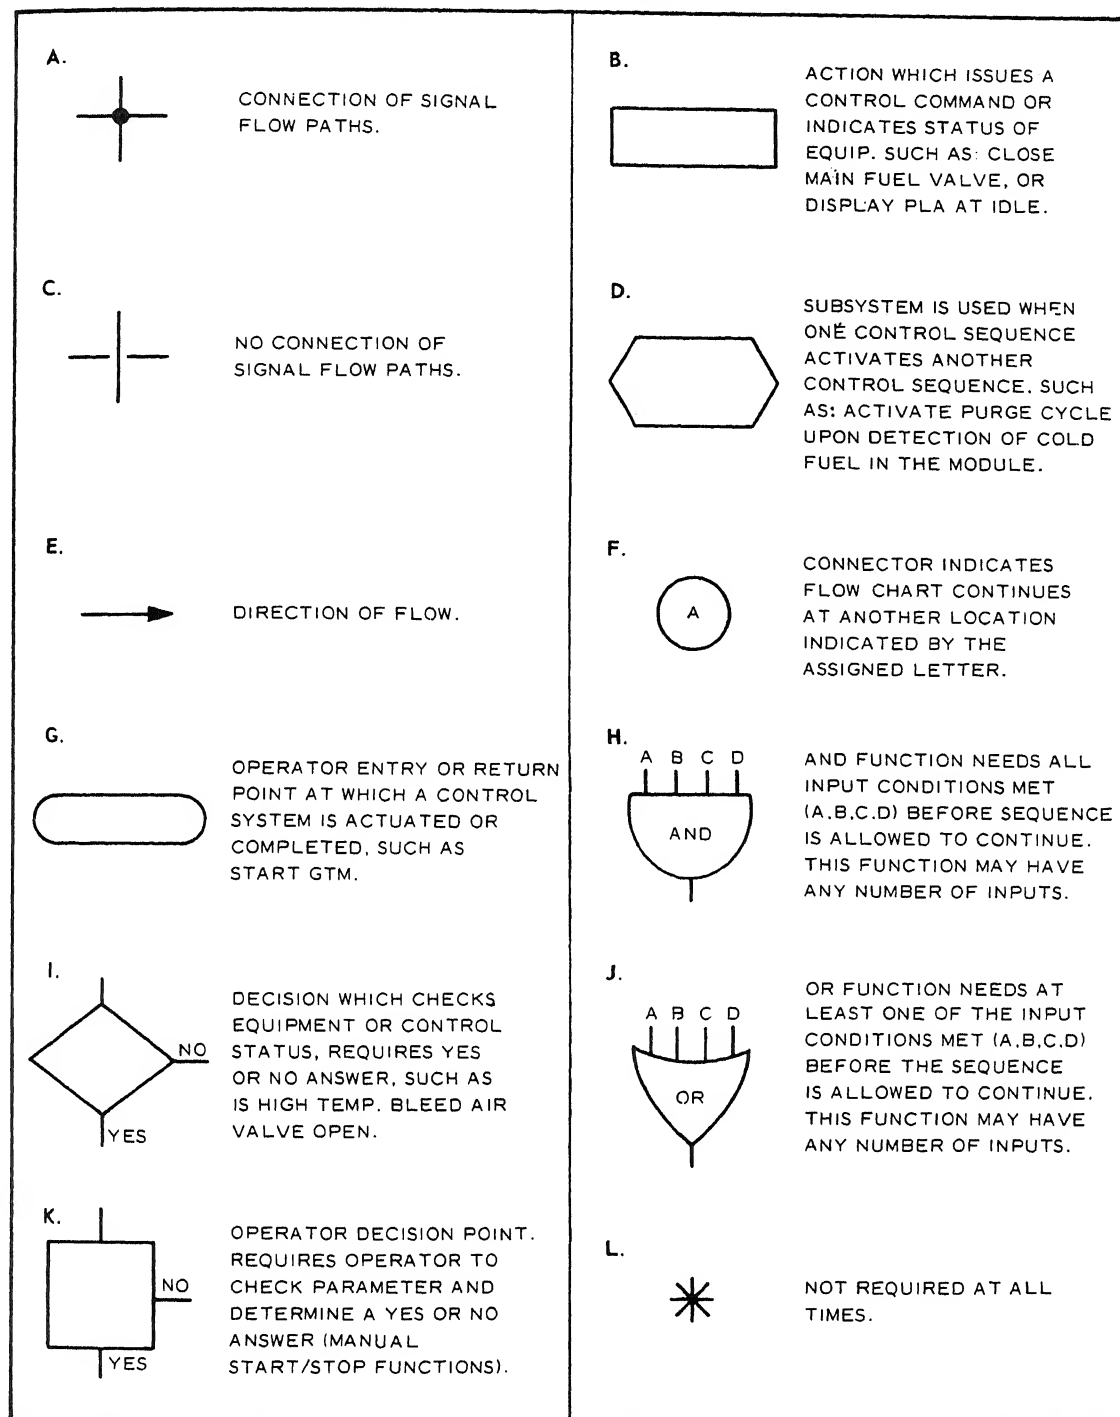 A.
CONNECTION OF SIGNAL
FLOW PATHS.
B.
ACTION WHICH ISSUES A
CONTROL COMMAND OR
INDICATES STATUS OF
EQUIP. SUCH AS: CLOSE
MAIN FUEL VALVE, OR
DISPLAY PLA AT IDLE.
C.
NO CONNECTION OF
SIGNAL FLOW PATHS.
D.
SUBSYSTEM IS USED WHEN
ONE CONTROL SEQUENCE
ACTIVATES ANOTHER
CONTROL SEQUENCE. SUCH
AS: ACTIVATE PURGE CYCLE
UPON DETECTION OF COLD
FUEL IN THE MODULE.
E.
DIRECTION OF FLOW.
F.
A
CONNECTOR INDICATES
FLOW CHART CONTINUES
AT ANOTHER LOCATION
INDICATED BY THE
ASSIGNED LETTER.
G.
OPERATOR ENTRY OR RETURN
POINT AT WHICH A CONTROL
SYSTEM IS ACTUATED OR
COMPLETED, SUCH AS
START GTM.
H.
A B C D
AND
AND FUNCTION NEEDS ALL
INPUT CONDITIONS MET
(A,B,C,D) BEFORE SEQUENCE
IS ALLOWED TO CONTINUE.
THIS FUNCTION MAY HAVE
ANY NUMBER OF INPUTS.
I.
NO
YES
DECISION WHICH CHECKS
EQUIPMENT OR CONTROL
STATUS, REQUIRES YES
OR NO ANSWER, SUCH AS
IS HIGH TEMP. BLEED AIR
VALVE OPEN.
J.
A B C D
OR
OR FUNCTION NEEDS AT
LEAST ONE OF THE INPUT
CONDITIONS MET (A,B,C,D)
BEFORE THE SEQUENCE
IS ALLOWED TO CONTINUE.
THIS FUNCTION MAY HAVE
ANY NUMBER OF INPUTS.
K.
NO
YES
OPERATOR DECISION POINT.
REQUIRES OPERATOR TO
CHECK PARAMETER AND
DETERMINE A YES OR NO
ANSWER (MANUAL
START/STOP FUNCTIONS).
L.
NOT REQUIRED AT ALL
TIMES.